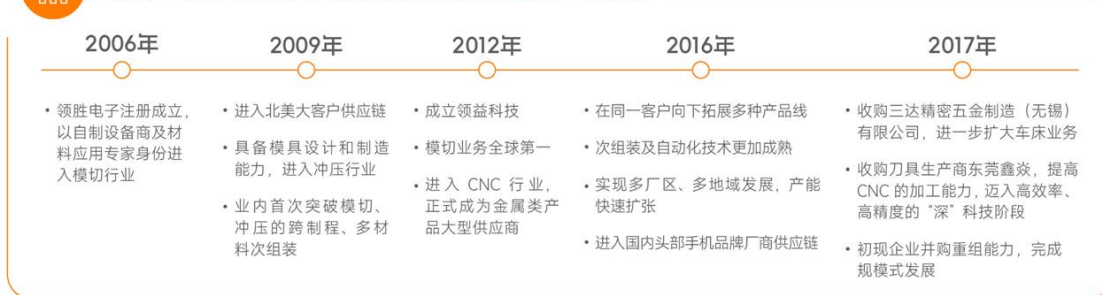 2006年
2009年
2012年
2016年
2017年
• 领胜电子注册成立，
以自制设备商及材
料应用专家身份进
入模切行业
• 进入北美大客户供应链
• 具备模具设计和制造
能力，进入冲压行业
• 业内首次突破模切、
冲压的跨制程、多材
料次组装
• 成立领益科技
• 模切业务全球第一
• 进入 CNC 行业，
正式成为金属类产
品大型供应商
• 在同一客户向下拓展多种产品线
• 次组装及自动化技术更加成熟
• 实现多厂区、多地域发展，产能
快速扩张
• 进入国内头部手机品牌厂商供应链
• 收购三达精密五金制造（无锡）
有限公司，进一步扩大车床业务
• 收购刀具生产商东莞鑫焱，提高
CNC 的加工能力，迈入高效率、
高精度的“深”科技阶段
• 初现企业并购重组能力，完成
规模式发展